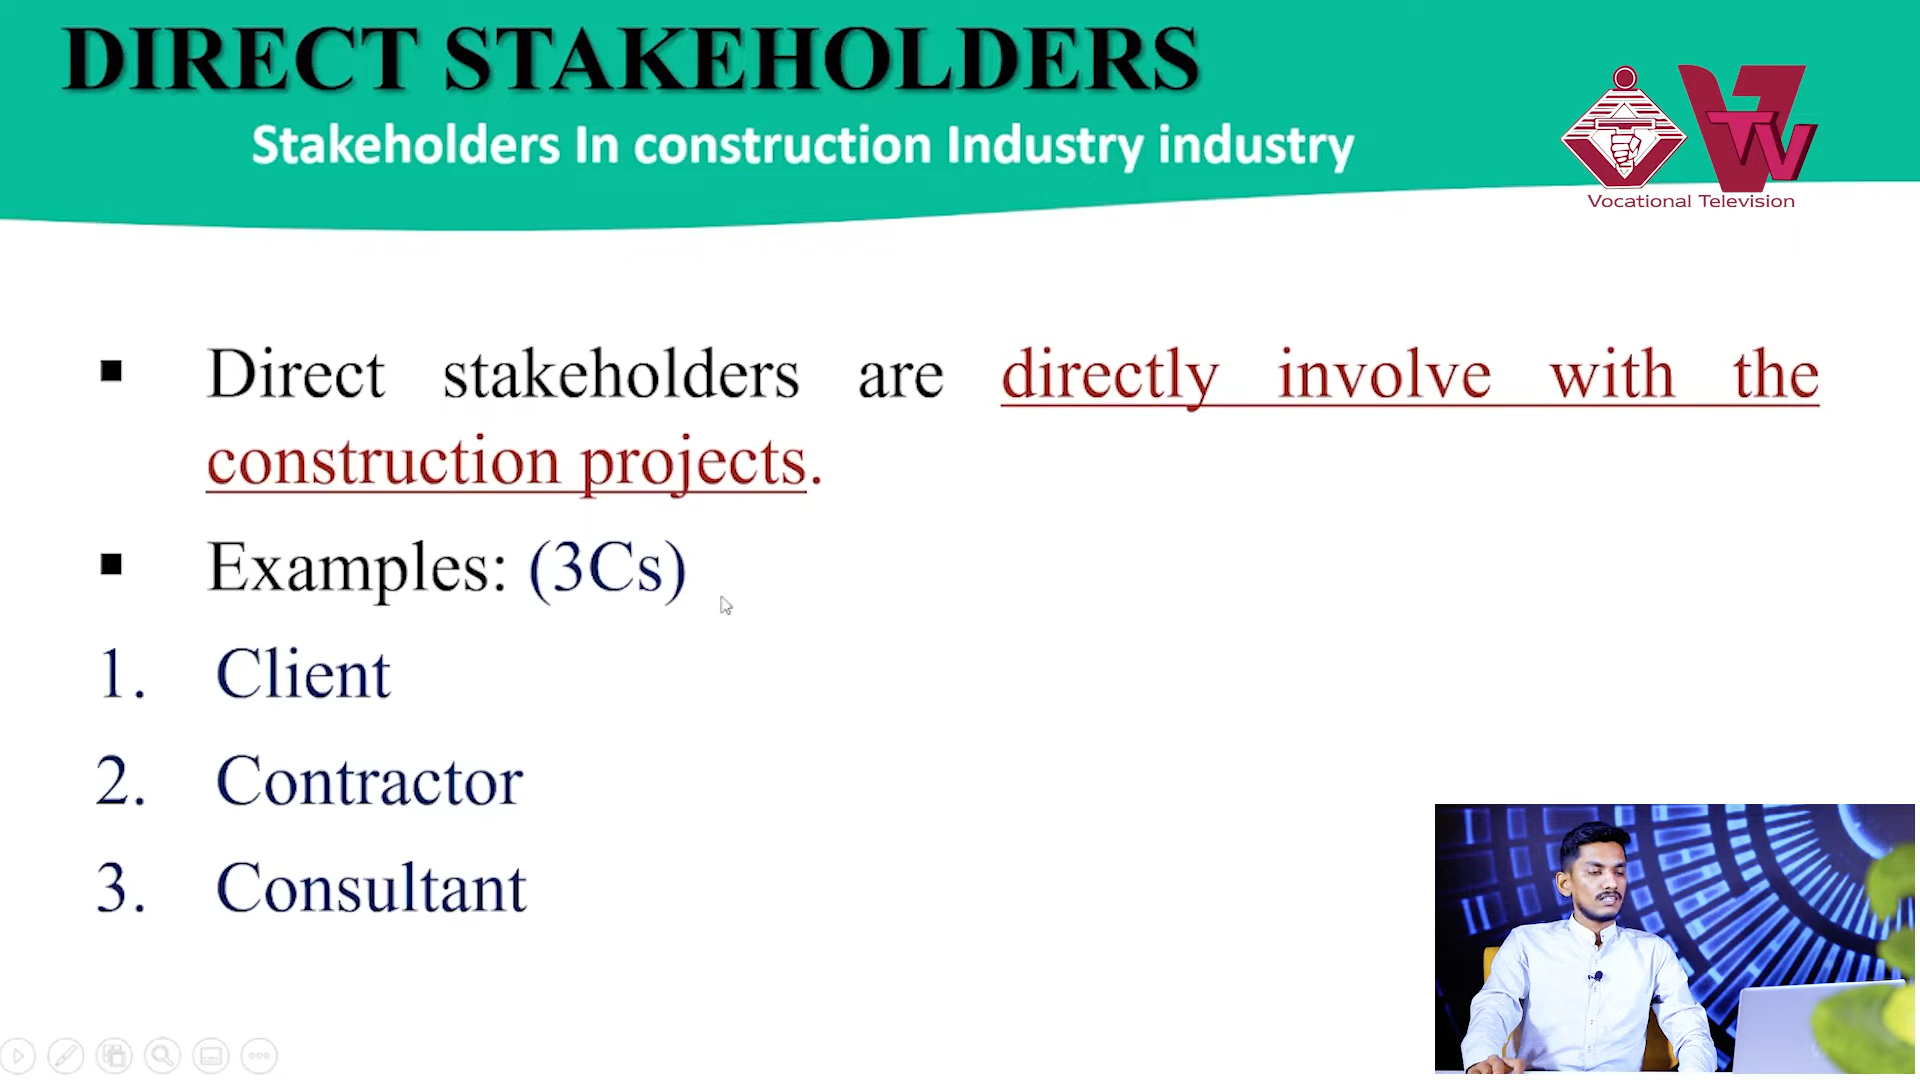 DIRECT STAKEHOLDERS
Stakeholders In construction Industry industry
VTV
Vocational Television
▪ Direct stakeholders are directly involve with the
construction projects.
▪ Examples: (3Cs)
1. Client
2. Contractor
3. Consultant